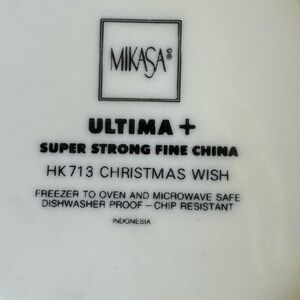 MIKASA®
ULTIMA +
SUPER STRONG FINE CHINA
HK713 CHRISTMAS WISH
FREEZER TO OVEN AND MICROWAVE SAFE
DISHWASHER PROOF – CHIP RESISTANT
INDONESIA